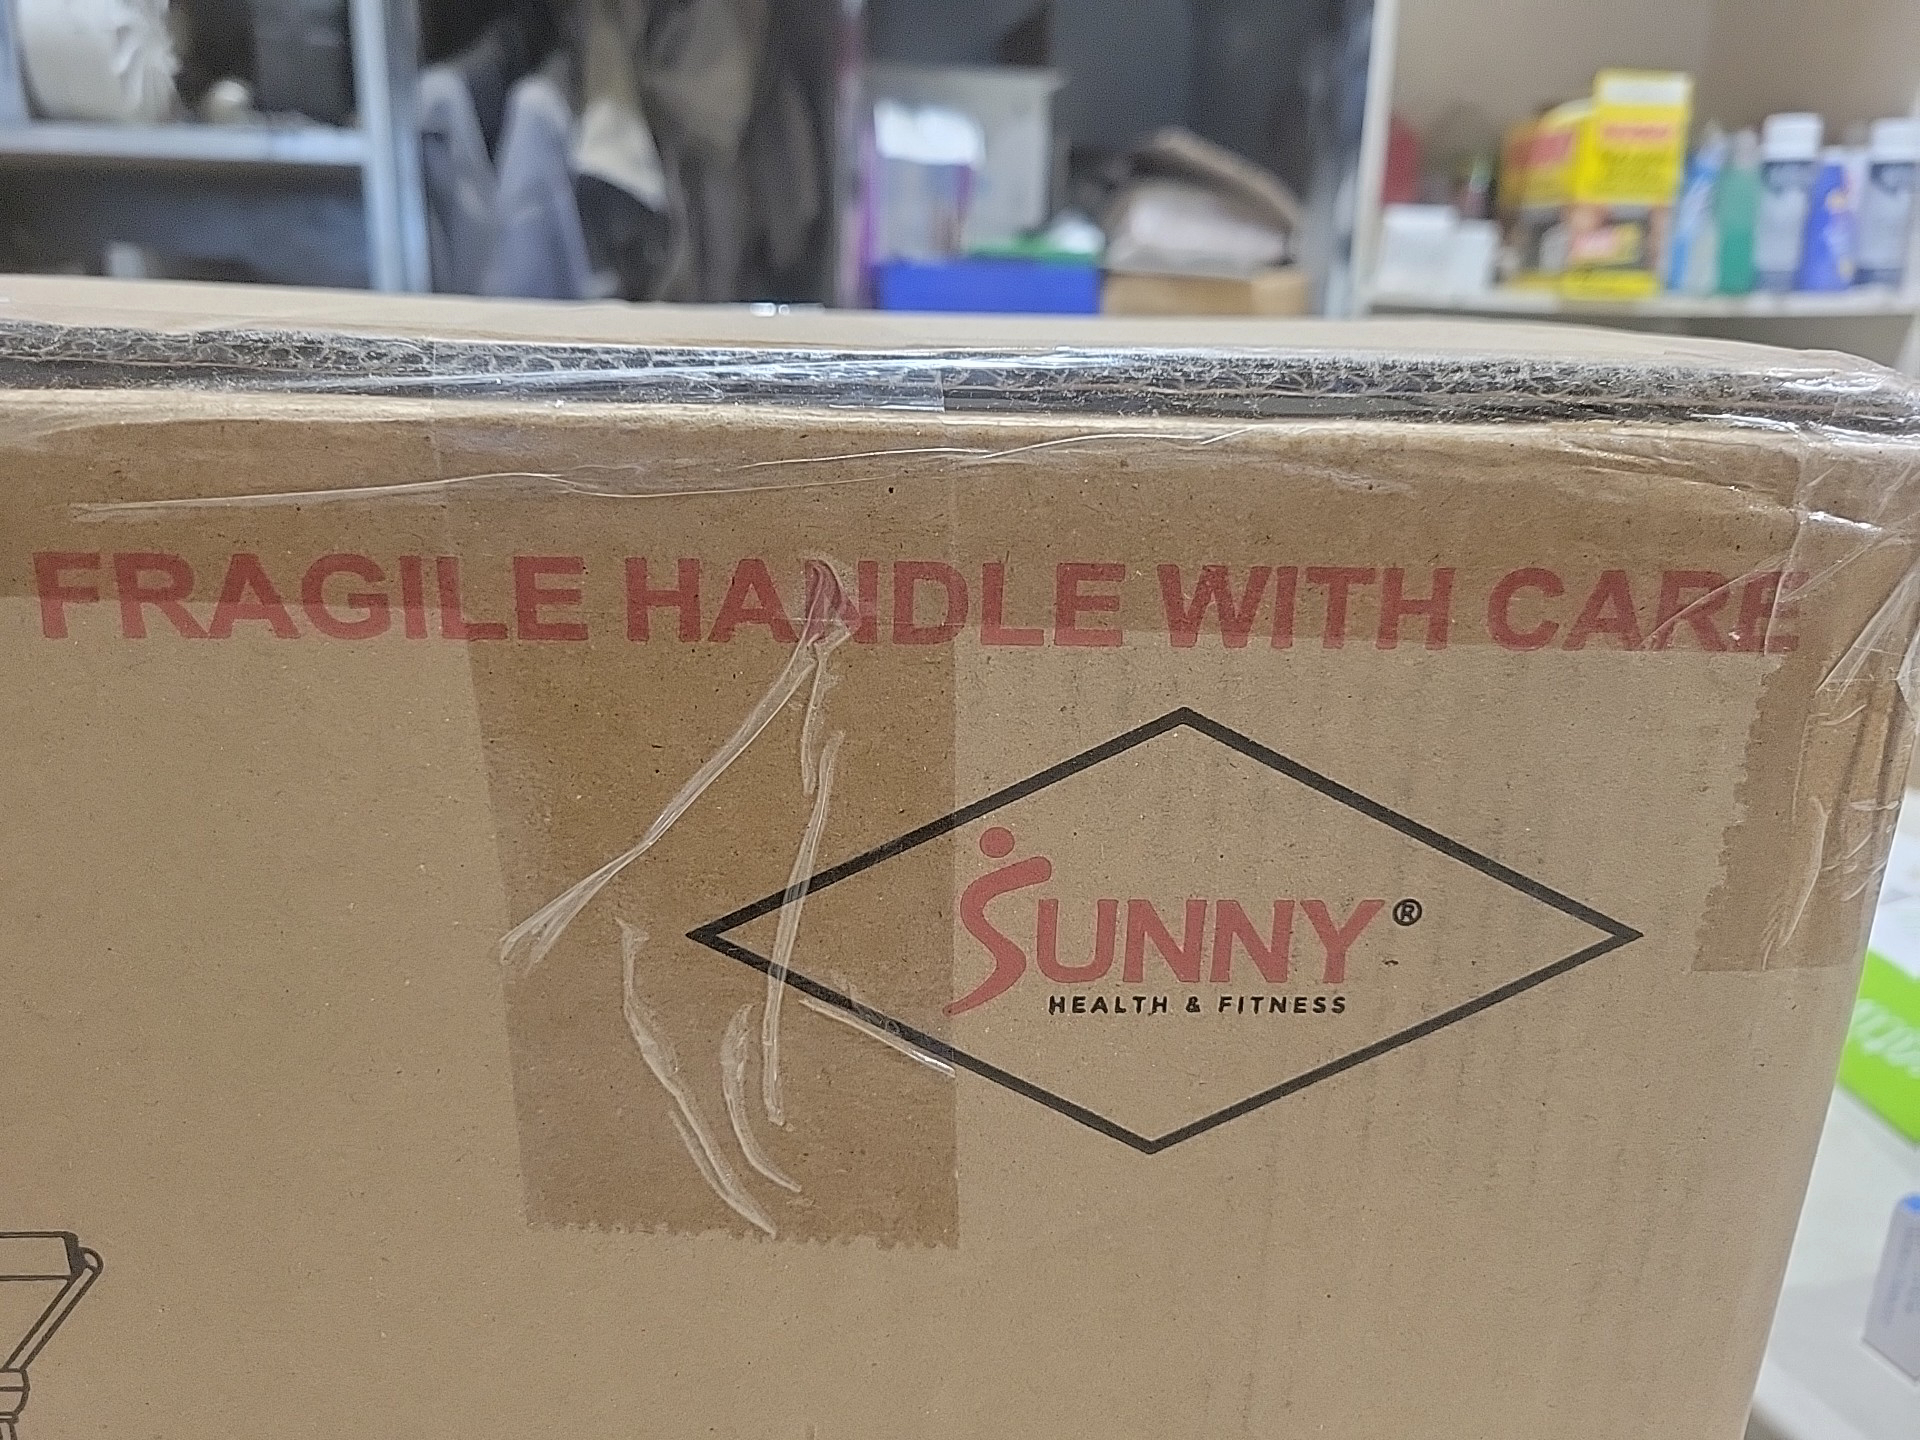 FRAGILE HANDLE WITH CARE
SUNNY®
HEALTH & FITNESS